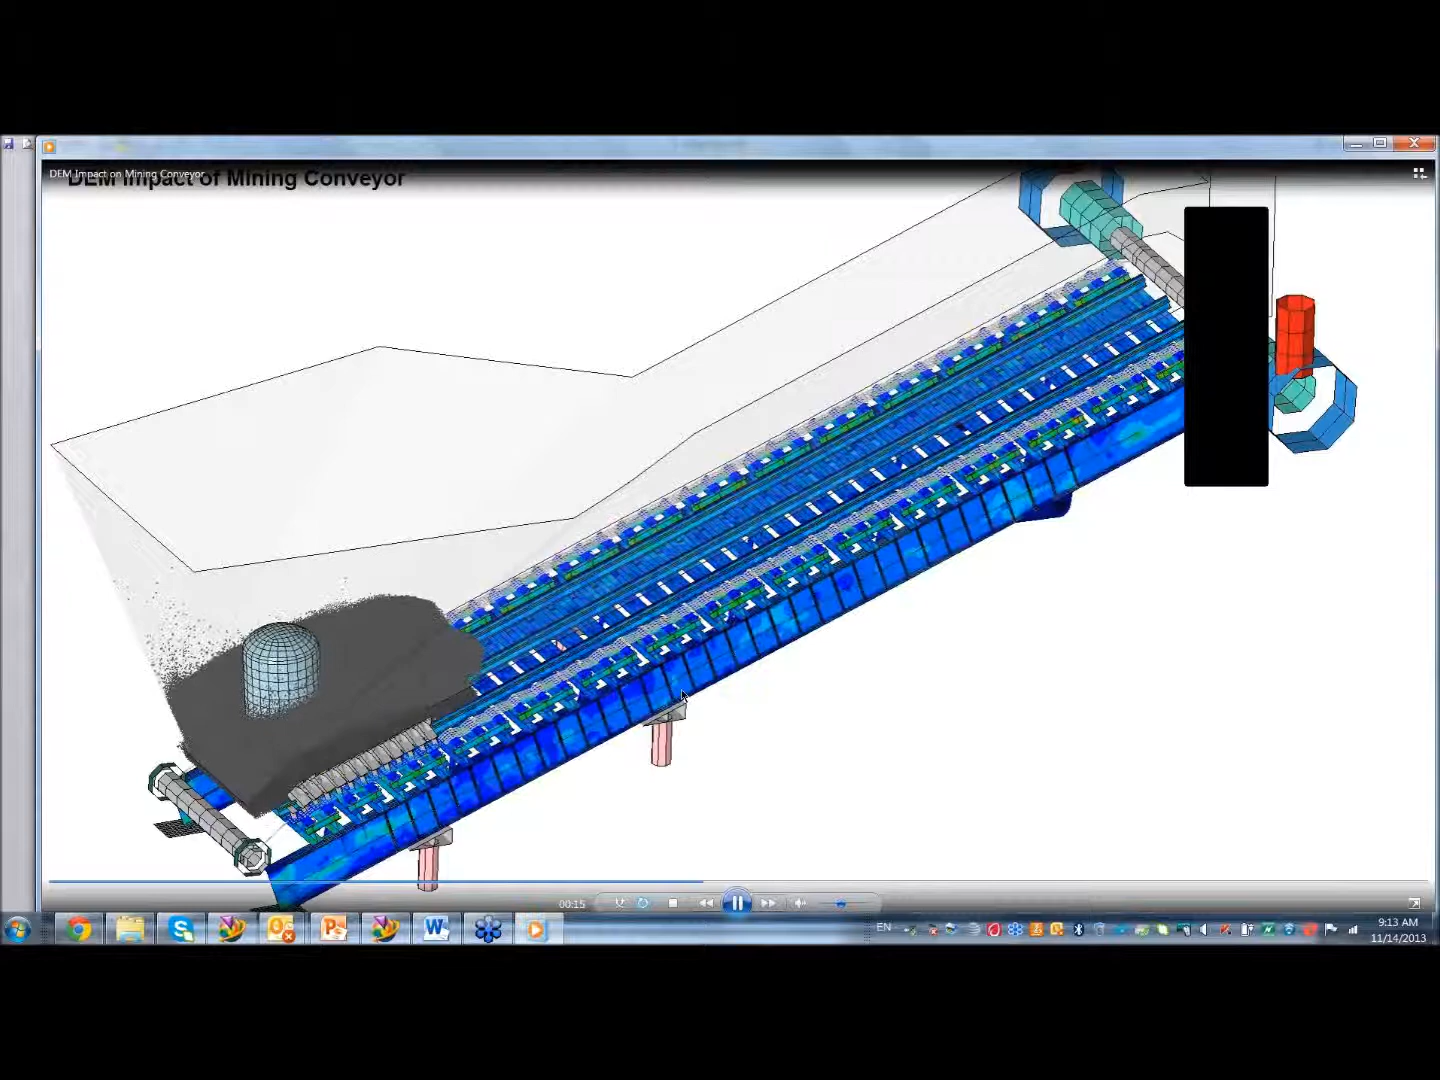 DEM Impact on Mining Conveyor
DEM Impact of Mining Conveyor
00:15
EN
9:13 AM
11/14/2013